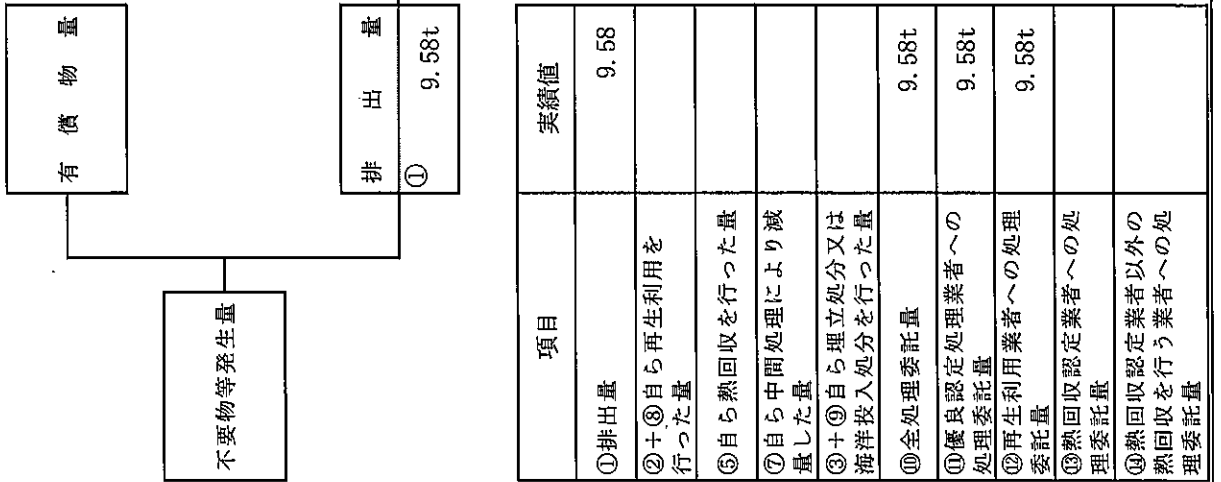 有償物量
不要物等発生量
排出量
① 9.58t
項目 実績値
①排出量 9.58
②+⑧自ら再生利用を
行った量
⑤自ら熱回収を行った量
⑦自ら中間処理により減
量した量
③+⑨自ら埋立処分又は
海洋投入処分を行った量
⑩全処理委託量 9.58t
⑪優良認定処理業者への
処理委託量 9.58t
⑫再生利用業者への処理
委託量 9.58t
⑬熱回収認定業者への処
理委託量
⑭熱回収認定業者以外の
熱回収を行う業者への処
理委託量